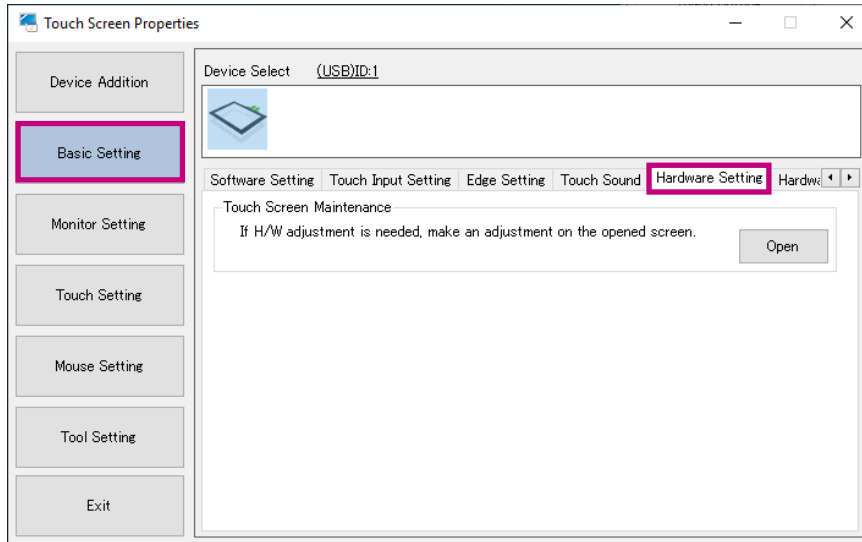 Touch Screen Properties
Device Addition
Basic Setting
Monitor Setting
Touch Setting
Mouse Setting
Tool Setting
Exit
Device Select (USB)ID:1
Software Setting Touch Input Setting Edge Setting Touch Sound Hardware Setting
Touch Screen Maintenance
If H/W adjustment is needed, make an adjustment on the opened screen.
Open